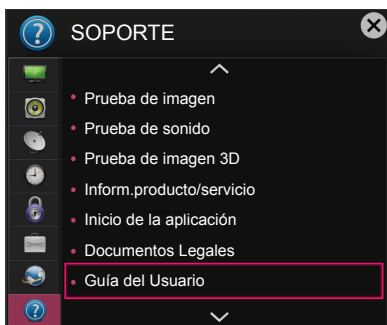 SOPORTE
Prueba de imagen
Prueba de sonido
Prueba de imagen 3D
Inform.producto/servicio
Inicio de la aplicación
Documentos Legales
Guía del Usuario